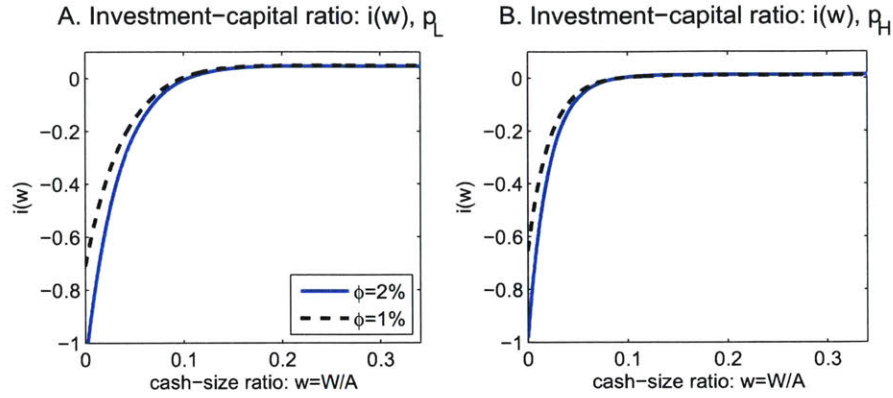 A. Investment−capital ratio: i(w), p_L
0
−0.2
−0.4
−0.6
−0.8
−1
i(w)
0
0.1
0.2
0.3
cash-size ratio: w=W/A
ϕ=2%
ϕ=1%
B. Investment−capital ratio: i(w), p_H
0
−0.2
−0.4
−0.6
−0.8
−1
i(w)
0
0.1
0.2
0.3
cash-size ratio: w=W/A